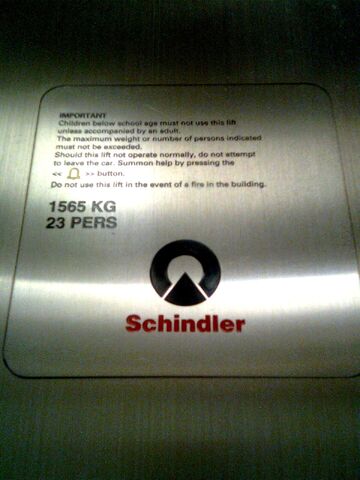 IMPORTANT
Children below school age must not use this lift
unless accompanied by an adult.
The maximum weight or number of persons indicated
must not be exceeded.
Should this lift not operate normally, do not attempt
to leave the car. Summon help by pressing the
<< >> button.
Do not use this lift in the event of a fire in the building.
1565 KG
23 PERS
Schindler